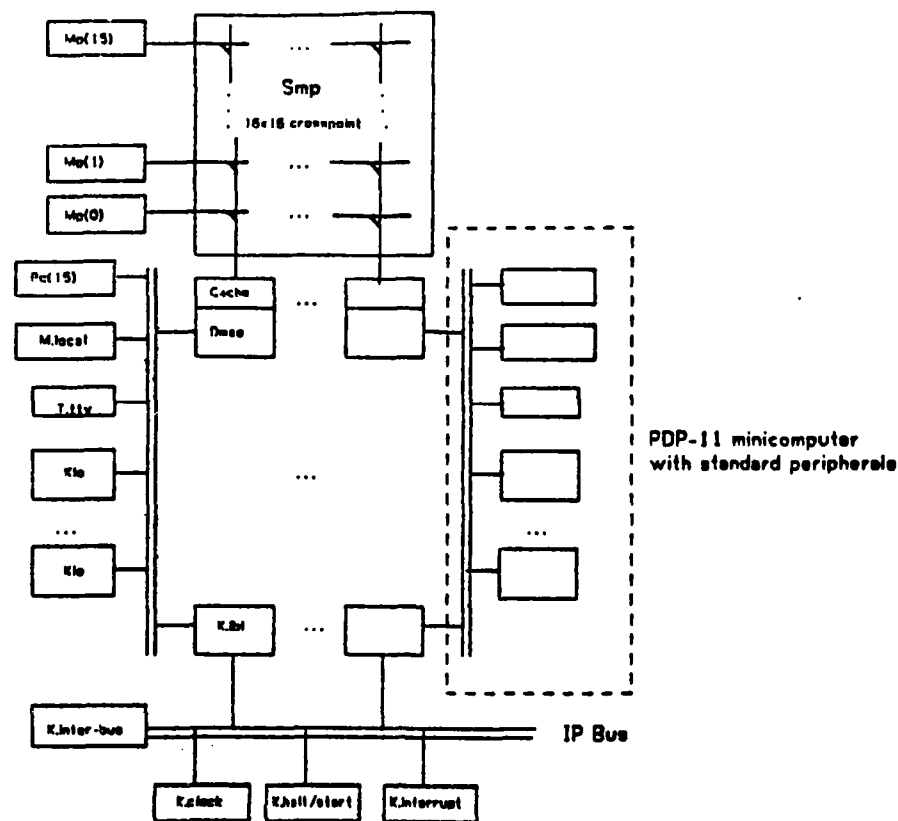 Mp(15)
...
Smp
16x16 crosspoint
Mp(1)
...
Mp(0)
...
Pc(15)
Cache
...
Dmap
M.local
T.tty
PDP-11 minicomputer
with standard peripherals
Kio
...
...
...
Kio
K.ibi
...
K.inter-bus
IP Bus
K.clock
K.halt/start
K.interrupt